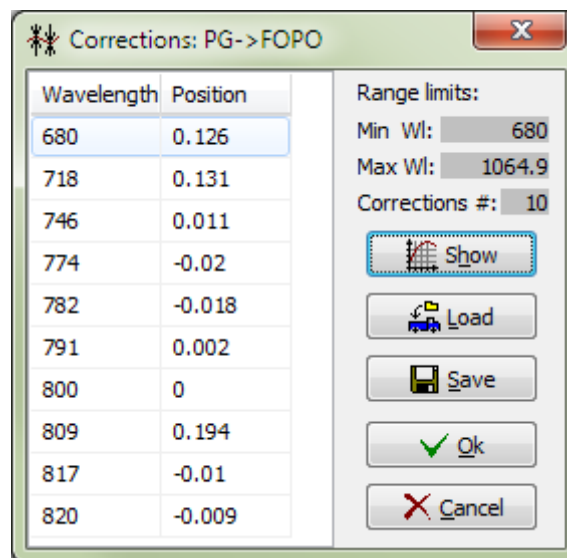 Corrections: PG->FOPO
Wavelength Position
680 0.126
718 0.131
746 0.011
774 -0.02
782 -0.018
791 0.002
800 0
809 0.194
817 -0.01
820 -0.009
Range limits:
Min Wl: 680
Max Wl: 1064.9
Corrections #: 10
Show
Load
Save
Ok
Cancel